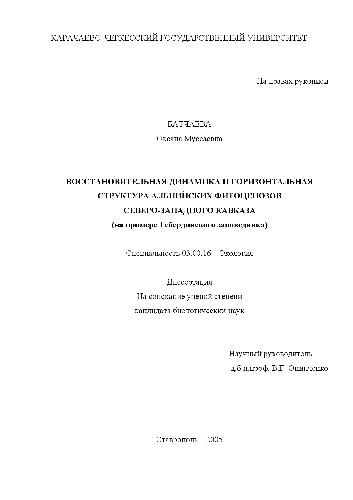 КАРАЧАЕВО-ЧЕРКЕССКИЙ ГОСУДАРСТВЕННЫЙ УНИВЕРСИТЕТ
На правах рукописи
БАТЧАЕВА
Мусаевна
ВОССТАНОВИТЕЛЬНАЯ ДИНАМИКА И ГОРИЗОНТАЛЬНАЯ
СТРУКТУРА АЛЬПИЙСКИХ ФИТОЦЕНОЗОВ
СЕВЕРО-ЗАПАДНОГО КАВКАЗА
(на примере Тебердинского заповедника)
Специальность 03.00.16 – Экология
Диссертация
На соискание ученой степени
кандидата биологических наук
Научный руководитель
д.б.н., проф. В.Г. Онипченко
Ставрополь –